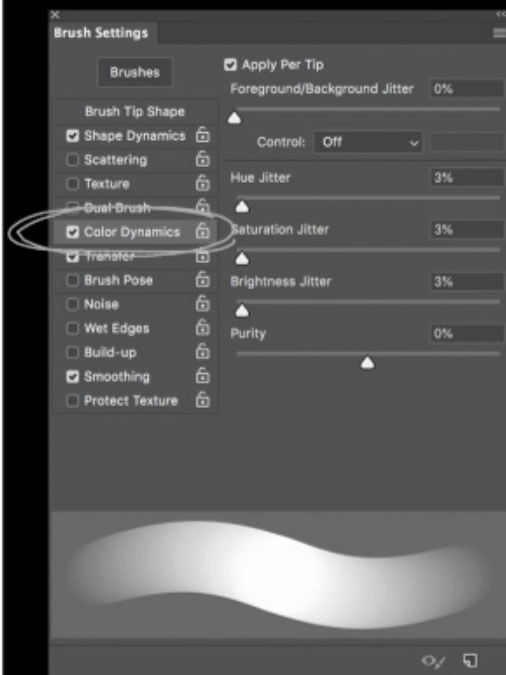 Brush Settings
Brushes
Brush Tip Shape
Shape Dynamics
Scattering
Texture
Dual Brush
Color Dynamics
Transfer
Brush Pose
Noise
Wet Edges
Build-up
Smoothing
Protect Texture
Apply Per Tip
Foreground/Background Jitter 0%
Control: Off
Hue Jitter 3%
Saturation Jitter 3%
Brightness Jitter 3%
Purity 0%